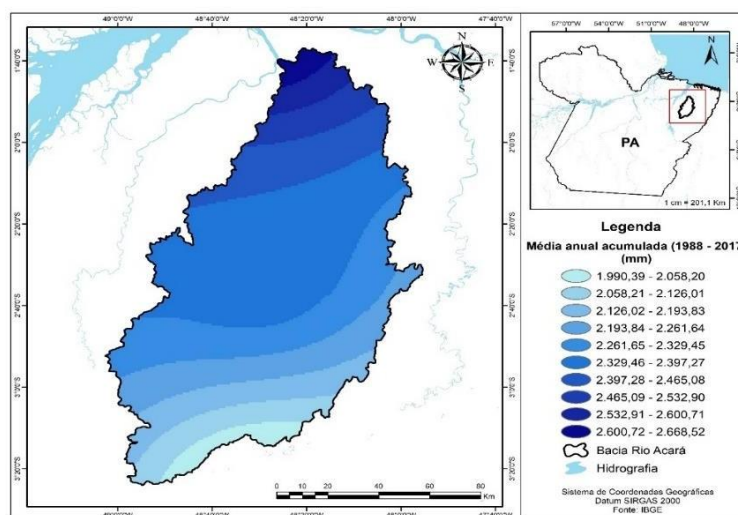 49°0'0"W 48°40'0"W 48°20'0"W 48°0'0"W 47°40'0"W
1°40'0"S
2°0'0"S
2°20'0"S
2°40'0"S
3°0'0"S
3°20'0"S
N
W E
S
0 10 20 40 60 80
Km
57°0'0"W 54°0'0"W 51°0'0"W 48°0'0"W
N
PA
1 cm = 201,1 Km
Legenda
Média anual acumulada (1988 - 2017)
(mm)
1.990,39 - 2.058,20
2.058,21 - 2.126,01
2.126,02 - 2.193,83
2.193,84 - 2.261,64
2.261,65 - 2.329,45
2.329,46 - 2.397,27
2.397,28 - 2.465,08
2.465,09 - 2.532,90
2.532,91 - 2.600,71
2.600,72 - 2.668,52
Bacia Rio Acará
Hidrografia
Sistema de Coordenadas Geográficas
Datum SIRGAS 2000
Fonte: IBGE